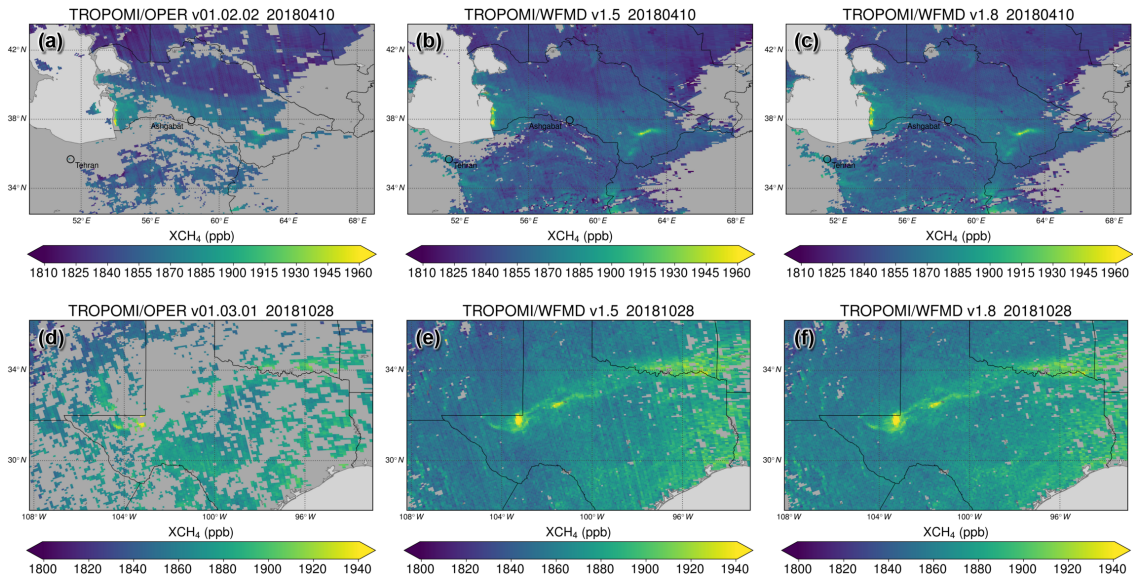 TROPOMI/OPER v01.02.02 20180410
(a)
42° N
38° N
34° N
Ashgabat
Tehran
52° E 56° E 60° E 64° E 68° E
XCH₄ (ppb)
1810 1825 1840 1855 1870 1885 1900 1915 1930 1945 1960
TROPOMI/WFMD v1.5 20180410
(b)
42° N
38° N
34° N
Ashgabat
Tehran
52° E 56° E 60° E 64° E 68° E
XCH₄ (ppb)
1810 1825 1840 1855 1870 1885 1900 1915 1930 1945 1960
TROPOMI/WFMD v1.8 20180410
(c)
42° N
38° N
34° N
Ashgabat
Tehran
52° E 56° E 60° E 64° E 68° E
XCH₄ (ppb)
1810 1825 1840 1855 1870 1885 1900 1915 1930 1945 1960
TROPOMI/OPER v01.03.01 20181028
(d)
34° N
30° N
108° W 104° W 100° W 96° W
XCH₄ (ppb)
1800 1820 1840 1860 1880 1900 1920 1940
TROPOMI/WFMD v1.5 20181028
(e)
34° N
30° N
108° W 104° W 100° W 96° W
XCH₄ (ppb)
1800 1820 1840 1860 1880 1900 1920 1940
TROPOMI/WFMD v1.8 20181028
(f)
34° N
30° N
108° W 104° W 100° W 96° W
XCH₄ (ppb)
1800 1820 1840 1860 1880 1900 1920 1940